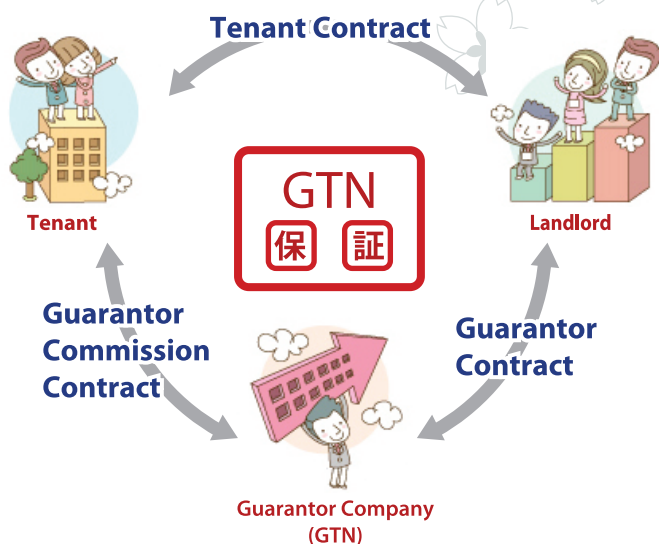 Tenant Contract
Tenant
GTN
保 証
Landlord
Guarantor
Commission
Contract
Guarantor
Contract
Guarantor Company
(GTN)